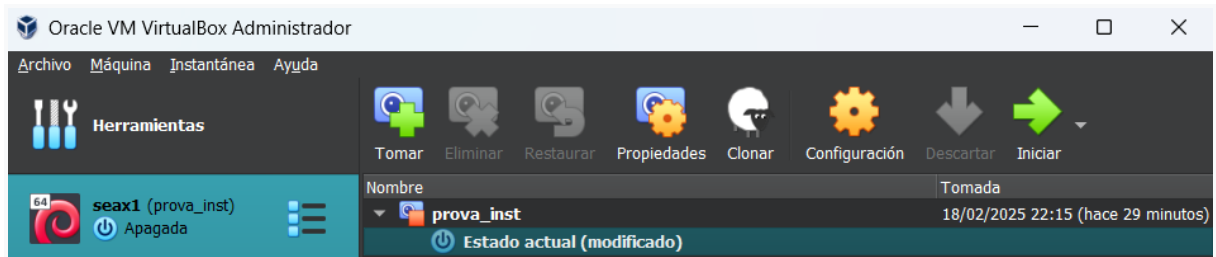 Oracle VM VirtualBox Administrador
Archivo Máquina Instantánea Ayuda
Herramientas
Tomar Eliminar Restaurar Propiedades Clonar Configuración Descartar Iniciar
Nombre Tomada
64
seax1 (prova_inst)
Apagada
prova_inst 18/02/2025 22:15 (hace 29 minutos)
Estado actual (modificado)